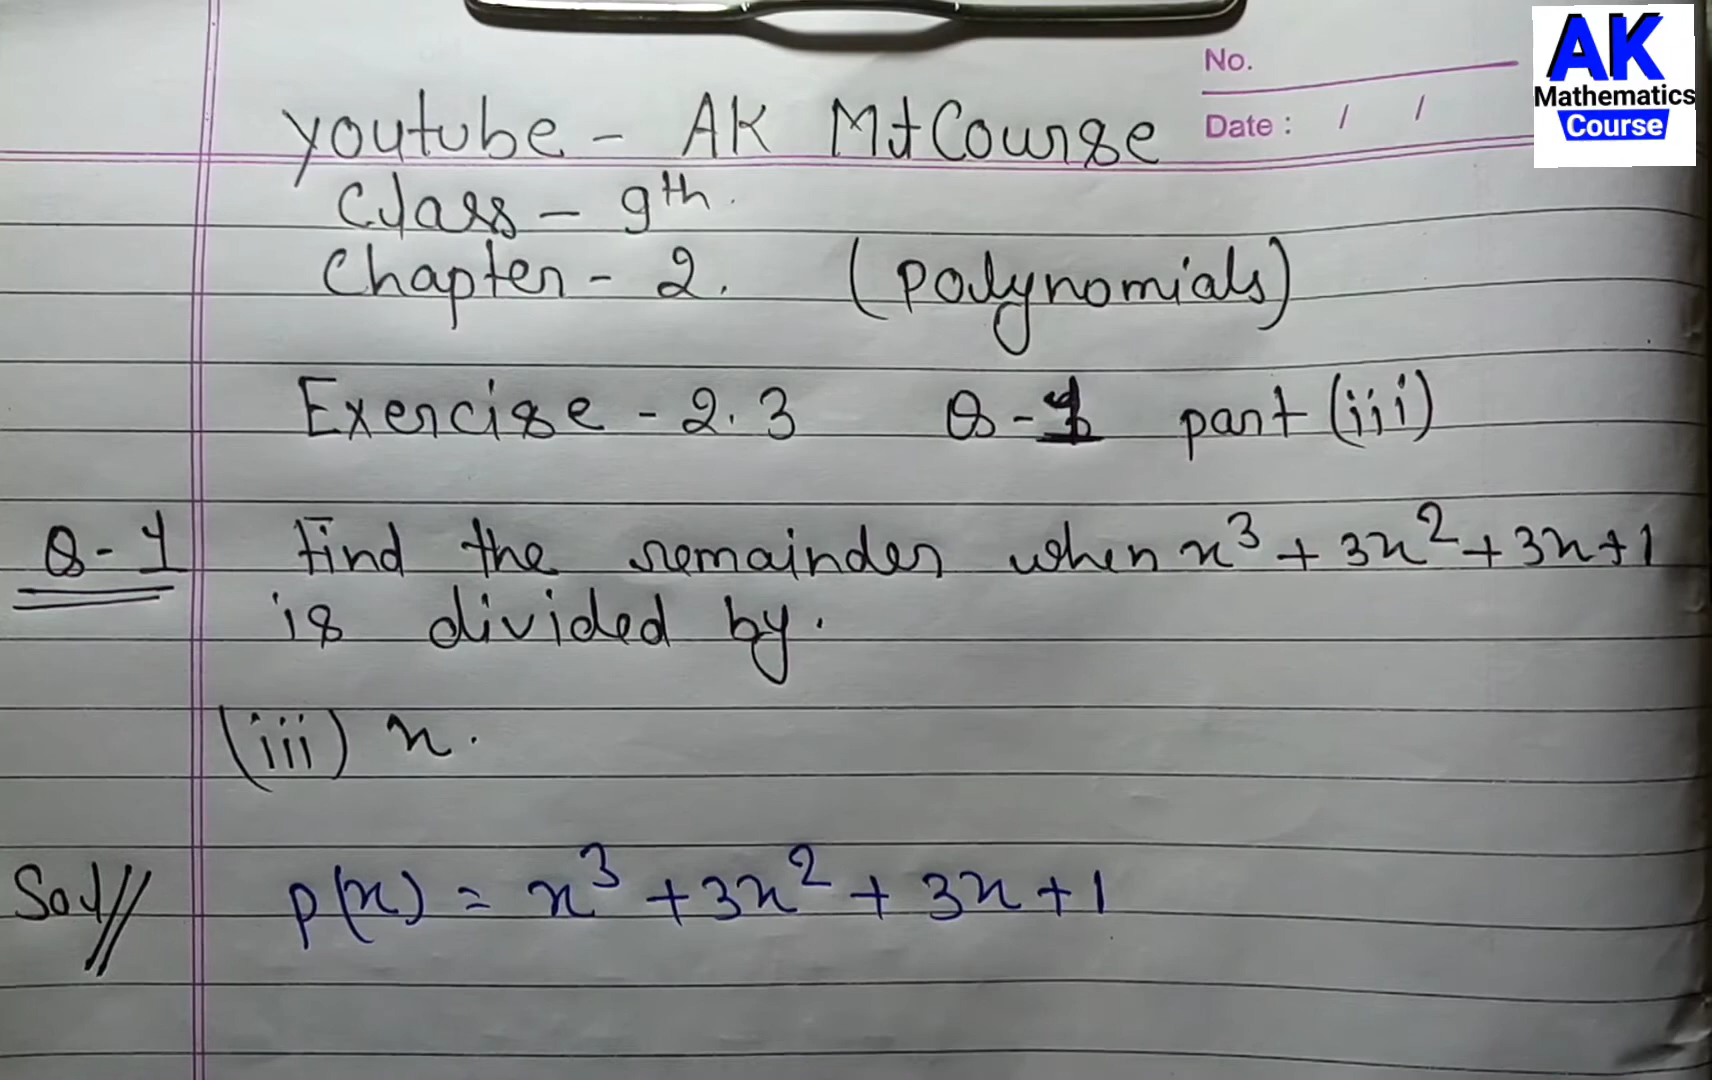 No.
youtube - AK MtCourse
Date : / /
AK
Mathematics
Course
Class - 9th.
Chapter - 2. (polynomials)
Exercise - 2.3 Q-1 part (iii)
Q-1 Find the remainder when x³ + 3x² + 3x + 1
is divided by.
(iii) x.
Sol// p(x) = x³ + 3x² + 3x + 1